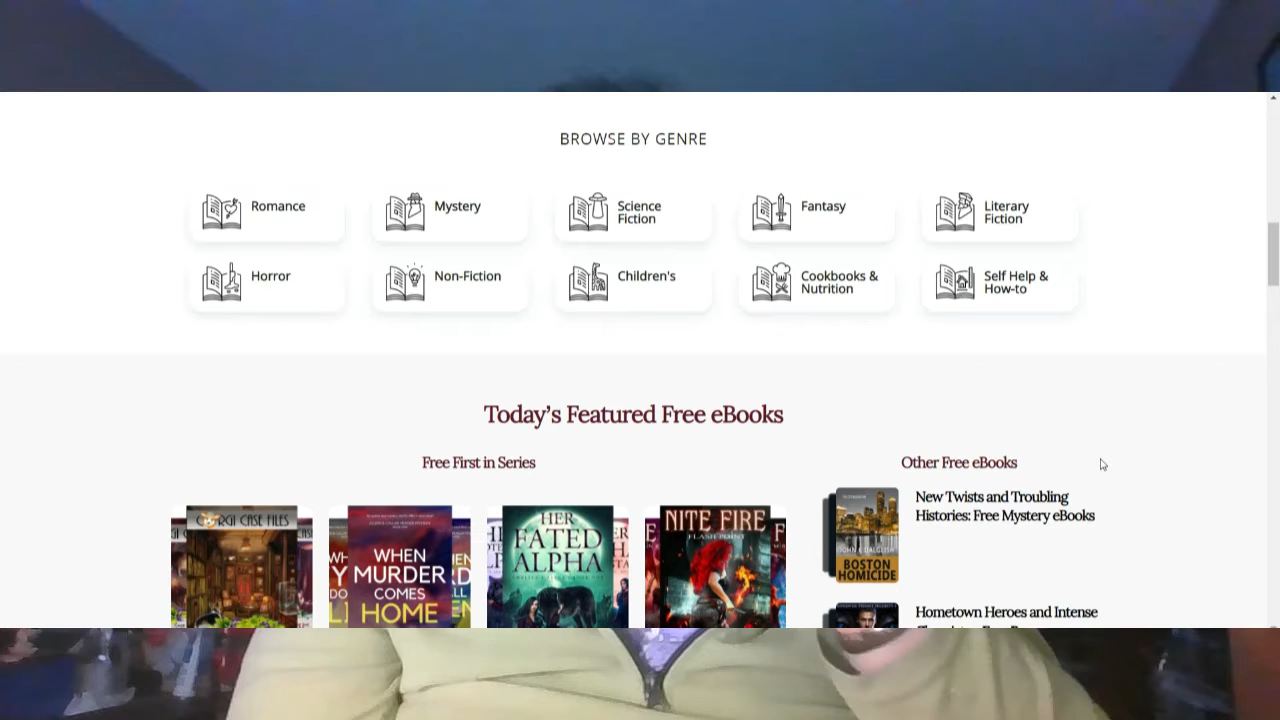 BROWSE BY GENRE
Romance
Mystery
Science
Fiction
Fantasy
Literary
Fiction
Horror
Non-Fiction
Children's
Cookbooks &
Nutrition
Self Help &
How-to
Today's Featured Free eBooks
Free First in Series
Other Free eBooks
CORGI CASE FILES
WHEN
MURDER
COMES
HOME
HER
FATED
ALPHA
NITE FIRE
FLASH POINT
BOSTON
HOMICIDE
New Twists and Troubling
Histories: Free Mystery eBooks
Hometown Heroes and Intense